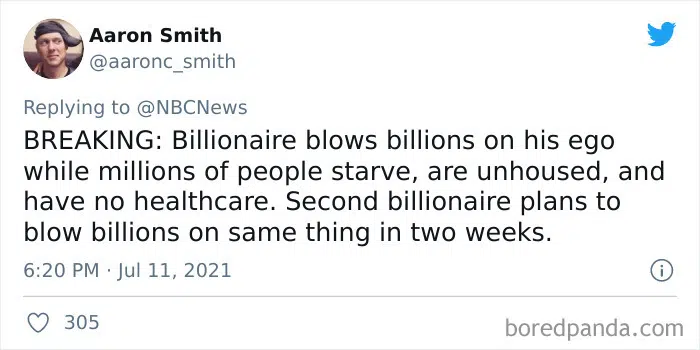 Aaron Smith
@aaronc_smith
Replying to @NBCNews
BREAKING: Billionaire blows billions on his ego
while millions of people starve, are unhoused, and
have no healthcare. Second billionaire plans to
blow billions on same thing in two weeks.
6:20 PM · Jul 11, 2021
305
boredpanda.com